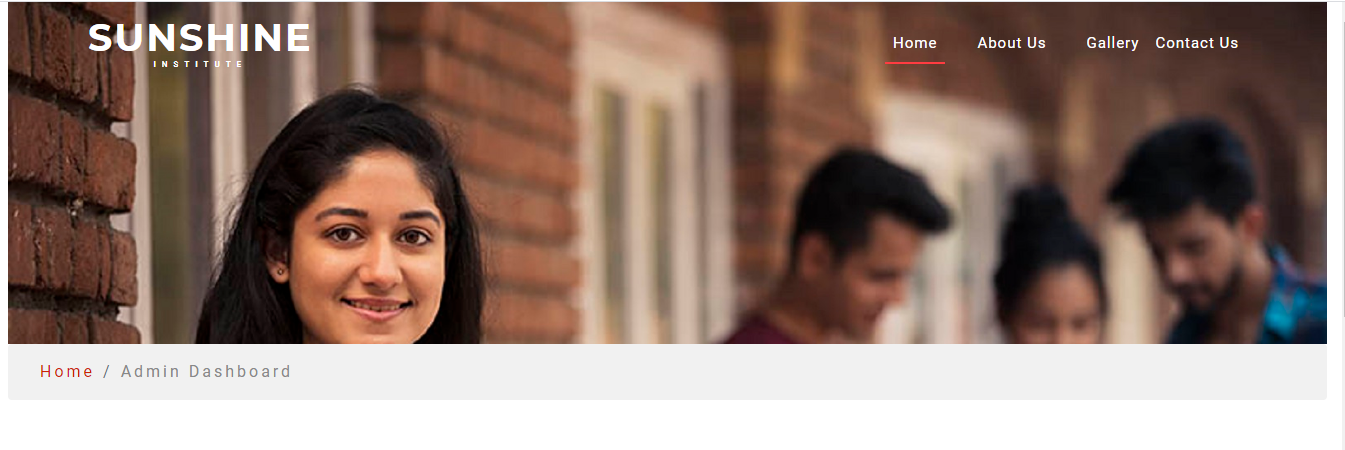 SUNSHINE
INSTITUTE
Home About Us Gallery Contact Us
Home / Admin Dashboard